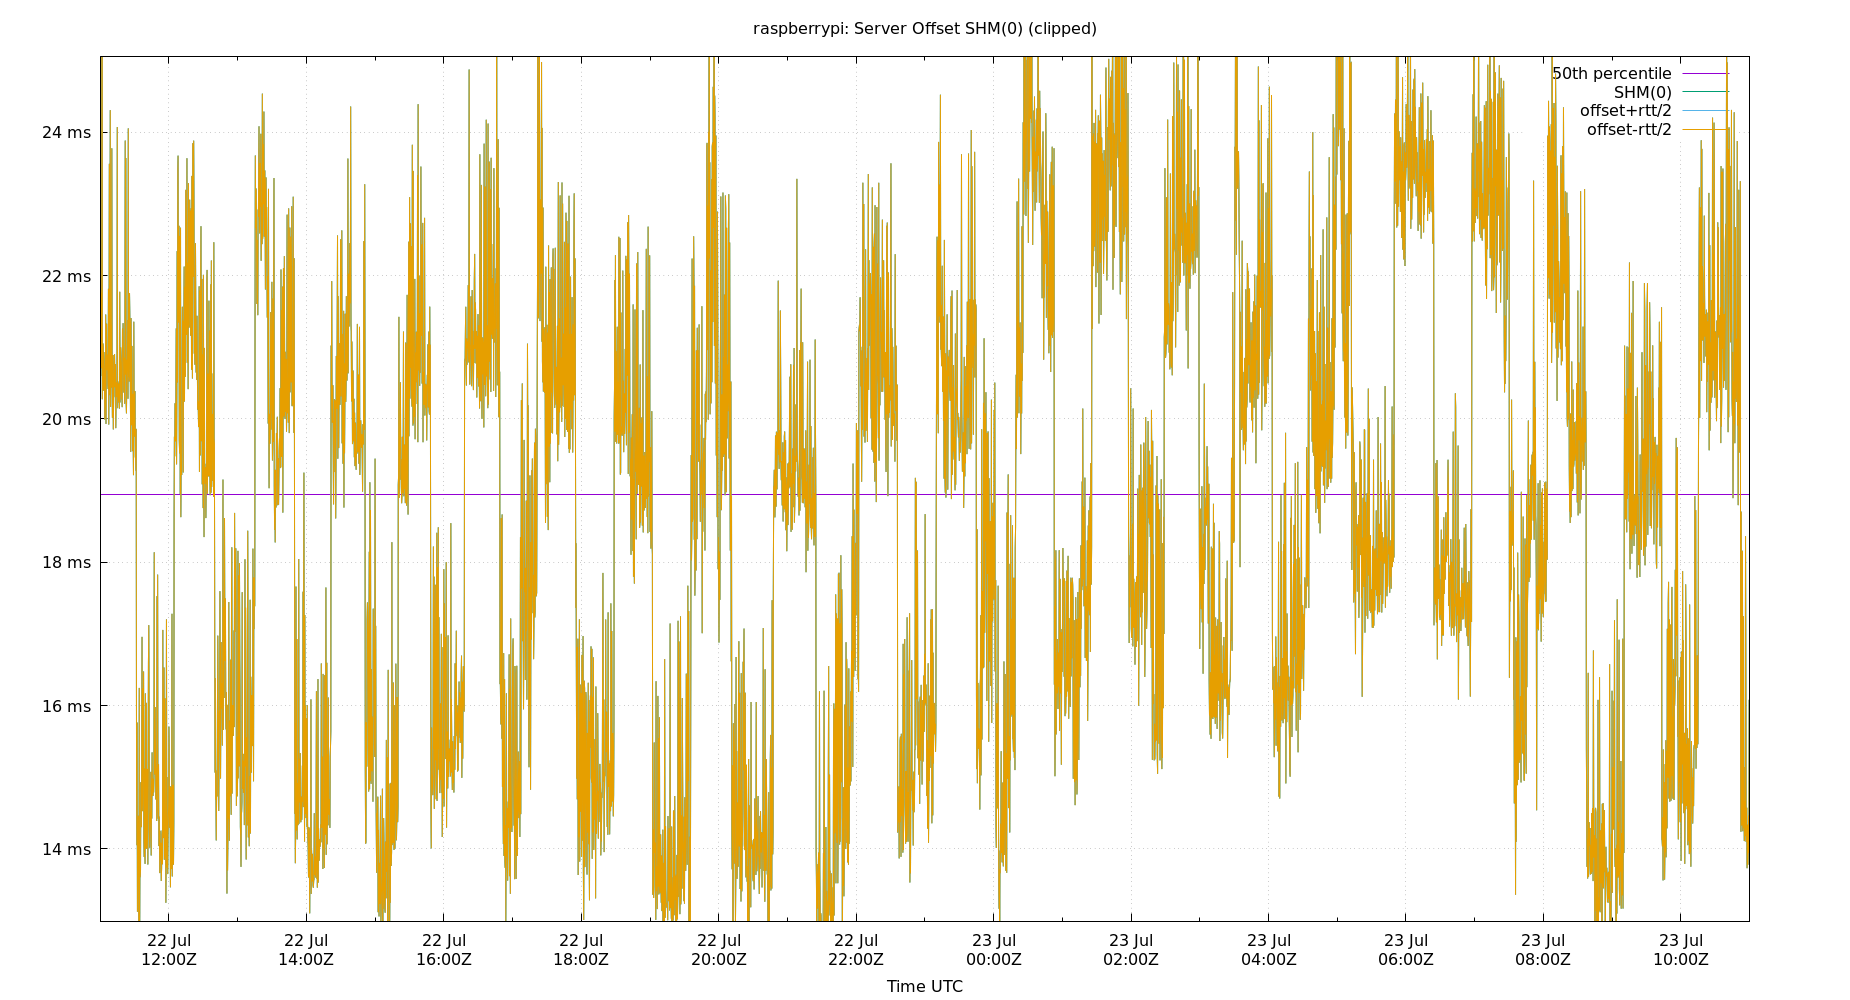 raspberrypi: Server Offset SHM(0) (clipped)
50th percentile
SHM(0)
offset+rtt/2
offset-rtt/2
24 ms
22 ms
20 ms
18 ms
16 ms
14 ms
22 Jul 22 Jul 22 Jul 22 Jul 22 Jul 22 Jul 23 Jul 23 Jul 23 Jul 23 Jul 23 Jul 23 Jul
12:00Z 14:00Z 16:00Z 18:00Z 20:00Z 22:00Z 00:00Z 02:00Z 04:00Z 06:00Z 08:00Z 10:00Z
Time UTC